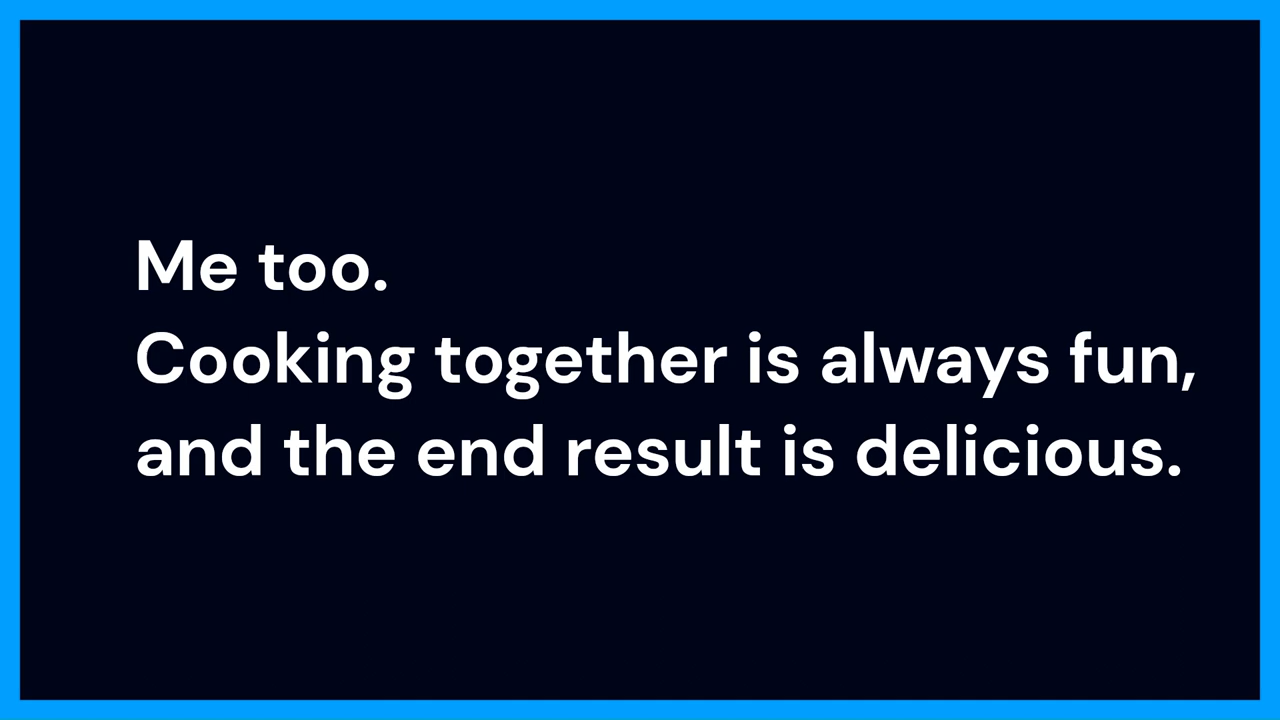 Me too.
Cooking together is always fun,
and the end result is delicious.